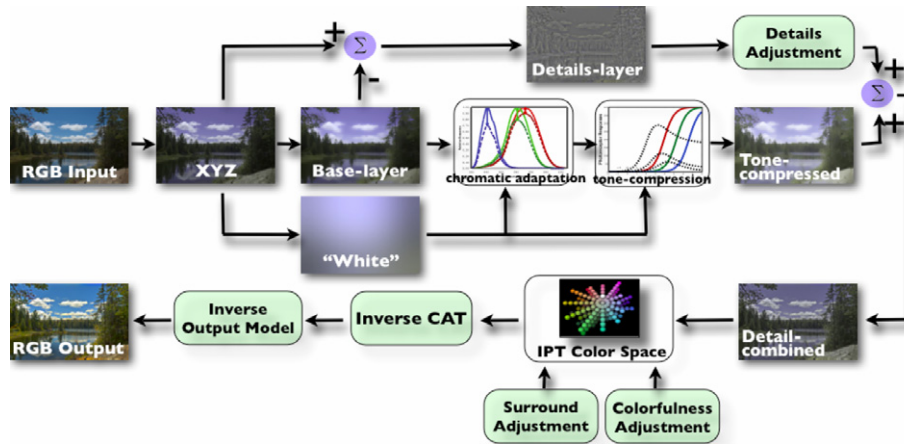 Details-layer
Details
Adjustment
+
Σ
-
+
Σ
+
RGB Input
XYZ
Base-layer
chromatic adaptation
tone-compression
Tone-
compressed
“White”
RGB Output
Inverse
Output Model
Inverse CAT
IPT Color Space
Detail-
combined
Surround
Adjustment
Colorfulness
Adjustment